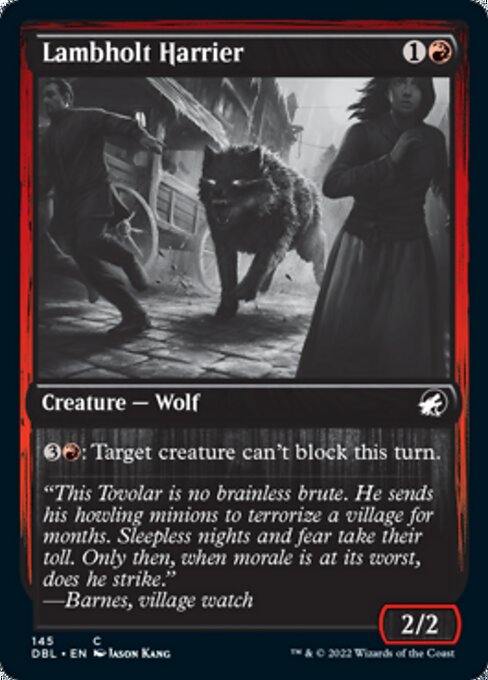 Lambholt Harrier 1
Creature — Wolf
3: Target creature can't block this turn.
“This Tovolar is no brainless brute. He sends
his howling minions to terrorize a village for
months. Sleepless nights and fear take their
toll. Only then, when morale is at its worst,
does he strike.”
—Barnes, village watch
2/2
145 C
DBL • EN Jason Kang
™ & © 2022 Wizards of the Coast